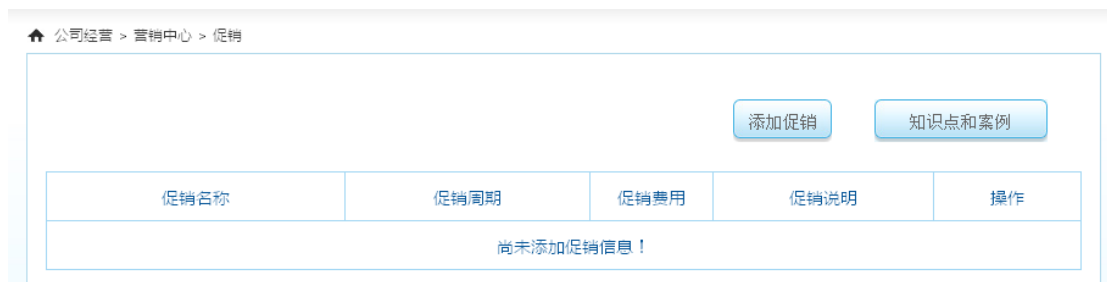 公司经营 > 营销中心 > 促销
添加促销 知识点和案例
促销名称 促销周期 促销费用 促销说明 操作
尚未添加促销信息！